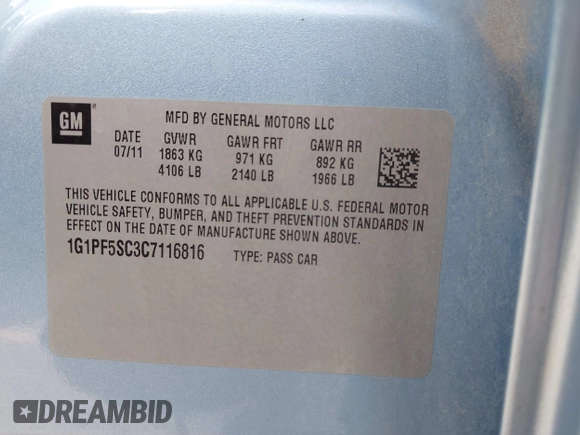 GM
MFD BY GENERAL MOTORS LLC
DATE GVWR GAWR FRT GAWR RR
07/11 1863 KG 971 KG 892 KG
4106 LB 2140 LB 1966 LB
THIS VEHICLE CONFORMS TO ALL APPLICABLE U.S. FEDERAL MOTOR
VEHICLE SAFETY, BUMPER, AND THEFT PREVENTION STANDARDS IN
EFFECT ON THE DATE OF MANUFACTURE SHOWN ABOVE.
1G1PF5SC3C7116816 TYPE: PASS CAR
DREAMBID